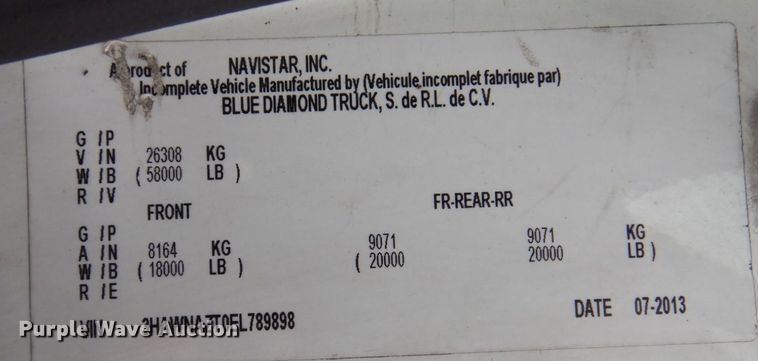 A product of NAVISTAR, INC.
Incomplete Vehicle Manufactured by (Vehicule incomplet fabrique par)
BLUE DIAMOND TRUCK, S. de R.L. de C.V.
G / P
V / N 26308 KG
W / B ( 58000 LB )
R / V
FRONT FR-REAR-RR
G / P
A / N 8164 KG 9071 9071 KG
W / B ( 18000 LB ) ( 20000 20000 LB )
R / E
DATE 07-2013
Purple Wave Auction